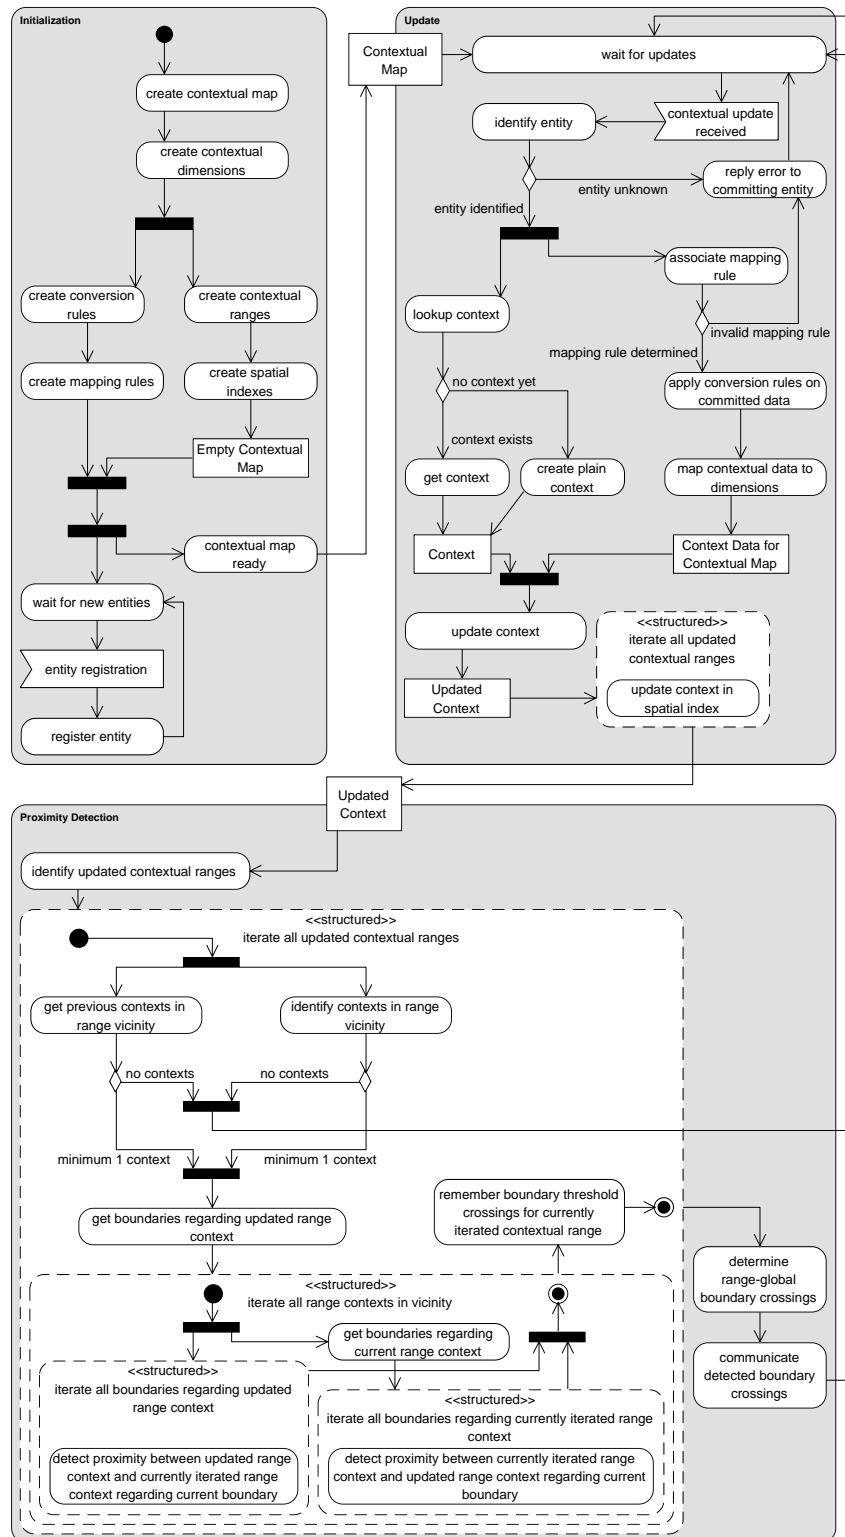 Initialization
create contextual map
create contextual
dimensions
create conversion
rules
create contextual
ranges
create mapping rules
create spatial
indexes
Empty Contextual
Map
contextual map
ready
wait for new entities
entity registration
register entity
Update
Contextual
Map
wait for updates
contextual update
received
identify entity
reply error to
committing entity
entity unknown
entity identified
associate mapping
rule
lookup context
invalid mapping rule
mapping rule determined
no context yet
apply conversion rules on
committed data
context exists
get context
create plain
context
map contextual data to
dimensions
Context
Context Data for
Contextual Map
update context
<<structured>>
iterate all updated
contextual ranges
update context in
spatial index
Updated
Context
Updated
Context
Proximity Detection
identify updated contextual ranges
<<structured>>
iterate all updated contextual ranges
get previous contexts in
range vicinity
identify contexts in range
vicinity
no contexts
no contexts
minimum 1 context
minimum 1 context
get boundaries regarding updated range
context
remember boundary threshold
crossings for currently
iterated contextual range
determine
range-global
boundary crossings
communicate
detected boundary
crossings
<<structured>>
iterate all range contexts in vicinity
get boundaries regarding
current range context
<<structured>>
iterate all boundaries regarding updated
range context
detect proximity between updated range
context and currently iterated range
context regarding current boundary
<<structured>>
iterate all boundaries regarding currently iterated range
context
detect proximity between currently iterated range
context and updated range context regarding current
boundary